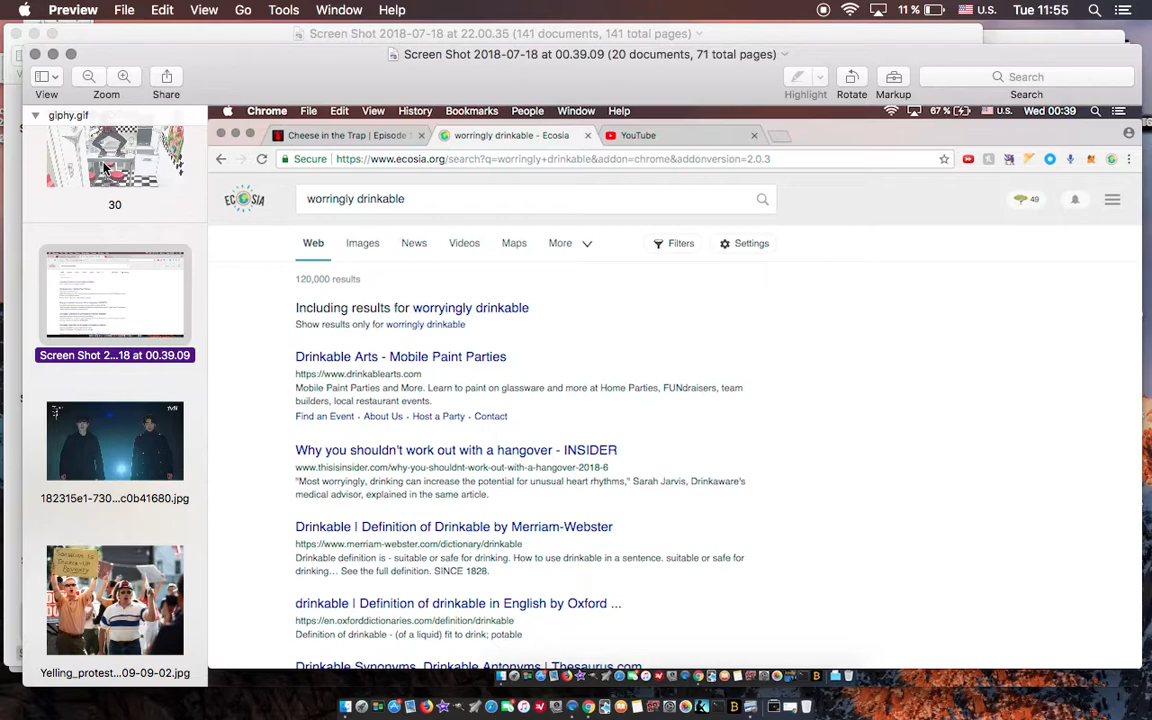 Preview File Edit View Go Tools Window Help 11 % U.S. Tue 11:55
Screen Shot 2018-07-18 at 22.00.35 (141 documents, 141 total pages)
Screen Shot 2018-07-18 at 00.39.09 (20 documents, 71 total pages)
View Zoom Share Highlight Rotate Markup Search
Search
giphy.gif
30
Screen Shot 2...18 at 00.39.09
tvN
182315e1-730...c0b41680.jpg
Yelling_protest...09-09-02.jpg
Chrome File Edit View History Bookmarks People Window Help 67 % U.S. Wed 00:39
Cheese in the Trap | Episode worringly drinkable - Ecosia YouTube
Secure https://www.ecosia.org/search?q=worringly+drinkable&addon=chrome&addonversion=2.0.3
ECOSIA worringly drinkable 49
Web Images News Videos Maps More Filters Settings
120,000 results
Including results for worryingly drinkable
Show results only for worringly drinkable
Drinkable Arts - Mobile Paint Parties
https://www.drinkablearts.com
Mobile Paint Parties and More. Learn to paint on glassware and more at Home Parties, FUNdraisers, team
builders, local restaurant events.
Find an Event · About Us · Host a Party · Contact
Why you shouldn't work out with a hangover - INSIDER
www.thisisinsider.com/why-you-shouldnt-work-out-with-a-hangover-2018-6
"Most worryingly, drinking can increase the potential for unusual heart rhythms," Sarah Jarvis, Drinkaware's
medical advisor, explained in the same article.
Drinkable | Definition of Drinkable by Merriam-Webster
https://www.merriam-webster.com/dictionary/drinkable
Drinkable definition is - suitable or safe for drinking. How to use drinkable in a sentence. suitable or safe for
drinking… See the full definition. SINCE 1828.
drinkable | Definition of drinkable in English by Oxford ...
https://en.oxforddictionaries.com/definition/drinkable
Definition of drinkable - (of a liquid) fit to drink; potable
Drinkable Synonyms, Drinkable Antonyms | Thesaurus.com